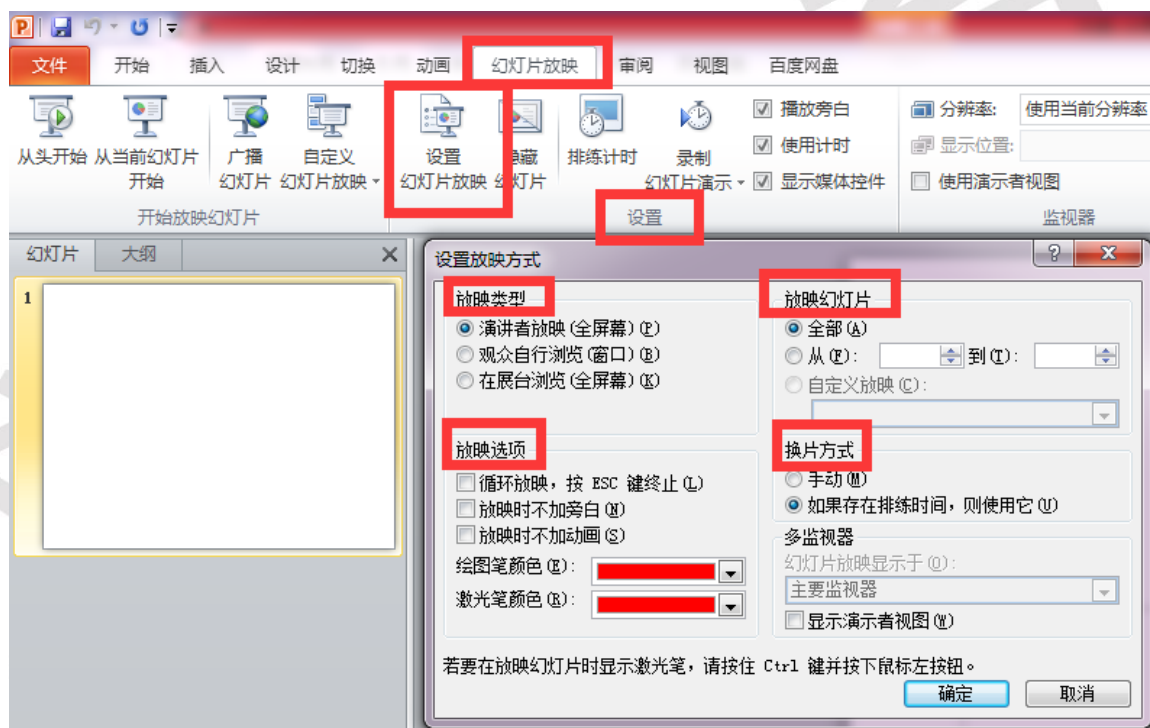 文件 开始 插入 设计 切换 动画 幻灯片放映 审阅 视图 百度网盘
从头开始 从当前幻灯片 开始 广播 幻灯片 自定义 幻灯片放映 设置 幻灯片放映 隐藏 幻灯片 排练计时 录制 幻灯片演示
播放旁白
使用计时
显示媒体控件
分辨率: 使用当前分辨率
显示位置:
使用演示者视图
开始放映幻灯片 设置 监视器
幻灯片 大纲
1
设置放映方式
放映类型
演讲者放映(全屏幕)(P)
观众自行浏览(窗口)(B)
在展台浏览(全屏幕)(K)
放映幻灯片
全部(A)
从(F): 到(T):
自定义放映(C):
放映选项
循环放映，按 ESC 键终止(L)
放映时不加旁白(N)
放映时不加动画(S)
绘图笔颜色(E):
激光笔颜色(R):
换片方式
手动(M)
如果存在排练时间，则使用它(U)
多监视器
幻灯片放映显示于(O):
主要监视器
显示演示者视图(W)
若要在放映幻灯片时显示激光笔，请按住 Ctrl 键并按下鼠标左按钮。
确定 取消